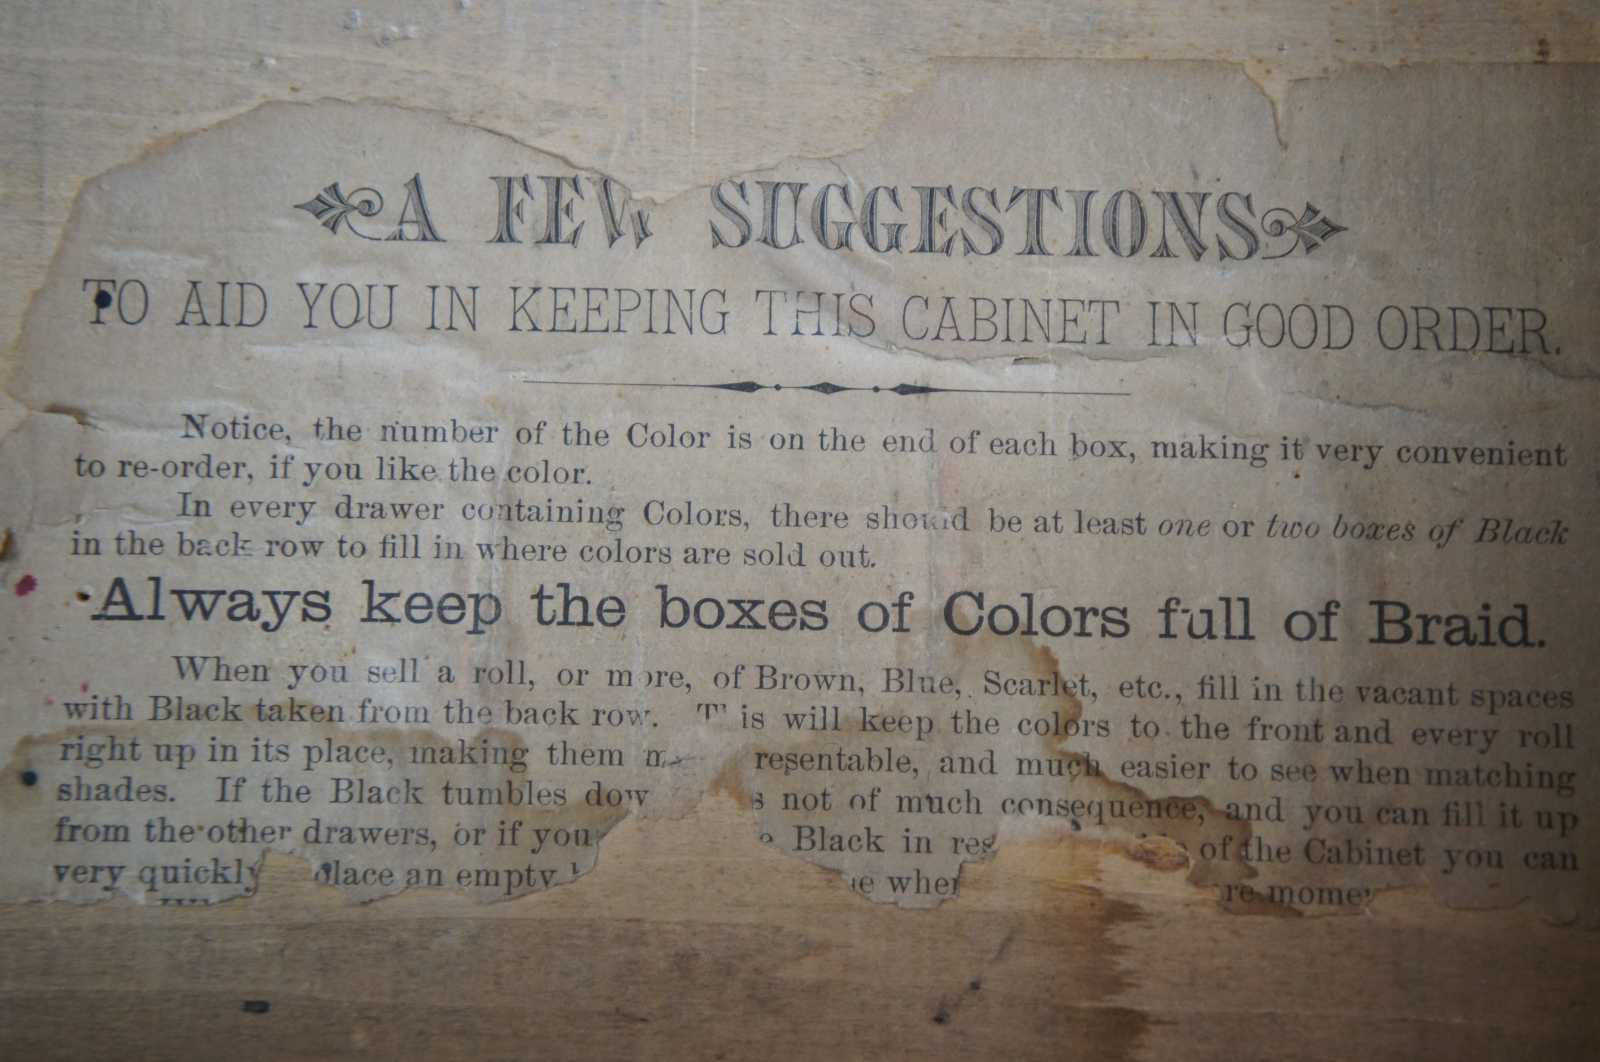 A FEW SUGGESTIONS
TO AID YOU IN KEEPING THIS CABINET IN GOOD ORDER.
Notice, the number of the Color is on the end of each box, making it very convenient
to re-order, if you like the color.
In every drawer containing Colors, there should be at least one or two boxes of Black
in the back row to fill in where colors are sold out.
Always keep the boxes of Colors full of Braid.
When you sell a roll, or more, of Brown, Blue, Scarlet, etc., fill in the vacant spaces
with Black taken from the back row. This will keep the colors to the front and every roll
right up in its place, making them resentable, and much easier to see when matching
shades. If the Black tumbles dow s not of much consequence, and you can fill it up
from the other drawers, or if you Black in res of the Cabinet you can
very quickly place an empty wher re mome